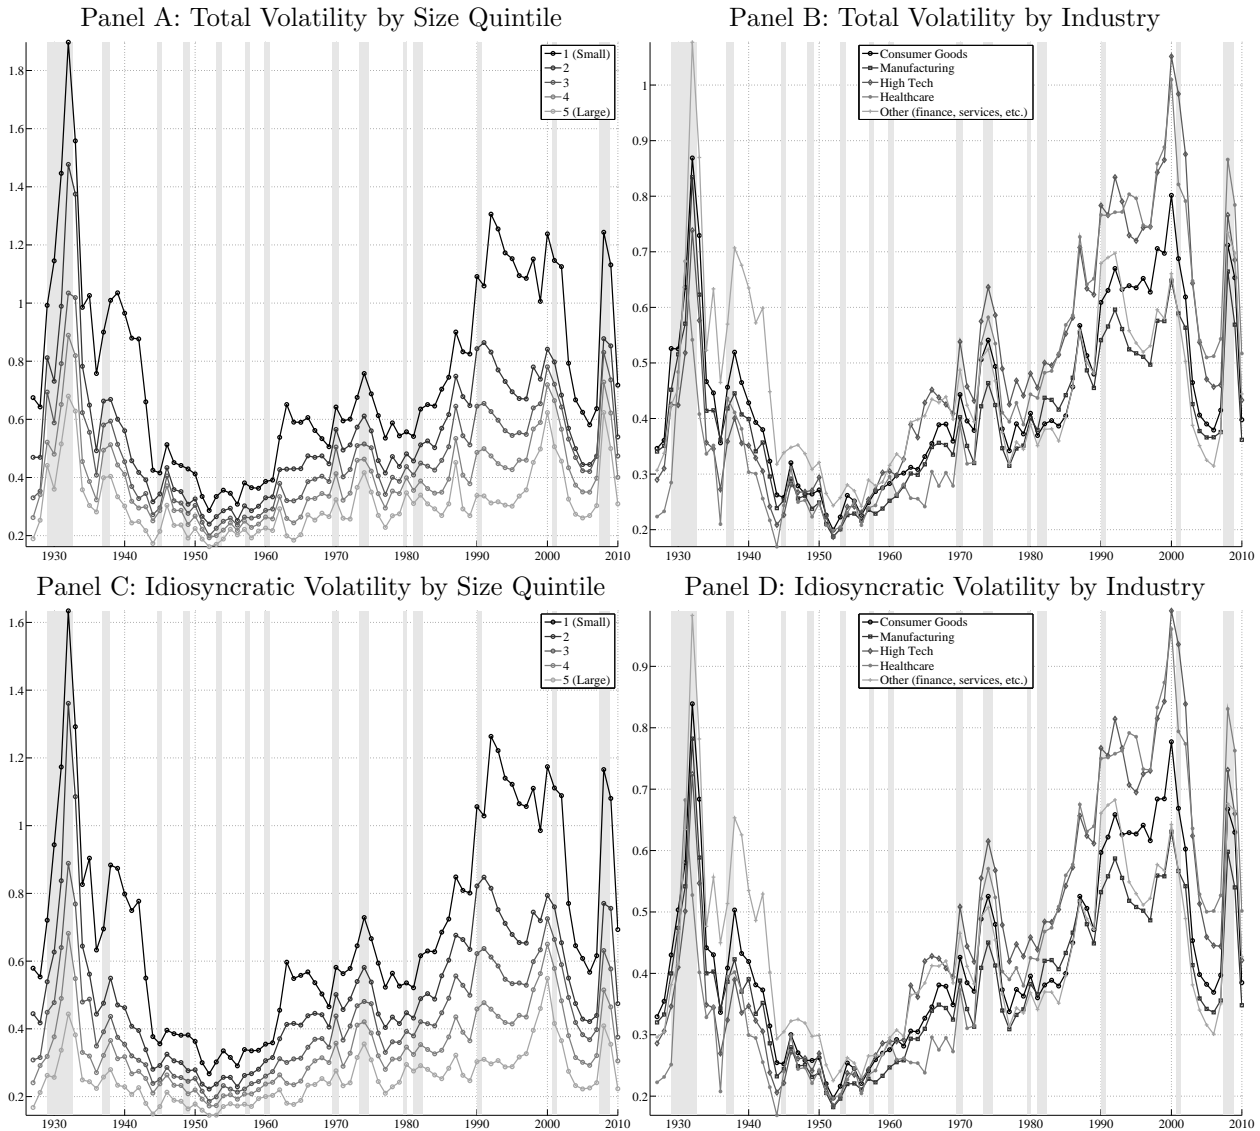 Panel A: Total Volatility by Size Quintile
1.8
1.6
1.4
1.2
1
0.8
0.6
0.4
0.2
1930 1940 1950 1960 1970 1980 1990 2000 2010
1 (Small)
2
3
4
5 (Large)
Panel B: Total Volatility by Industry
1
0.9
0.8
0.7
0.6
0.5
0.4
0.3
0.2
1930 1940 1950 1960 1970 1980 1990 2000 2010
Consumer Goods
Manufacturing
High Tech
Healthcare
Other (finance, services, etc.)
Panel C: Idiosyncratic Volatility by Size Quintile
1.6
1.4
1.2
1
0.8
0.6
0.4
0.2
1930 1940 1950 1960 1970 1980 1990 2000 2010
1 (Small)
2
3
4
5 (Large)
Panel D: Idiosyncratic Volatility by Industry
0.9
0.8
0.7
0.6
0.5
0.4
0.3
0.2
1930 1940 1950 1960 1970 1980 1990 2000 2010
Consumer Goods
Manufacturing
High Tech
Healthcare
Other (finance, services, etc.)